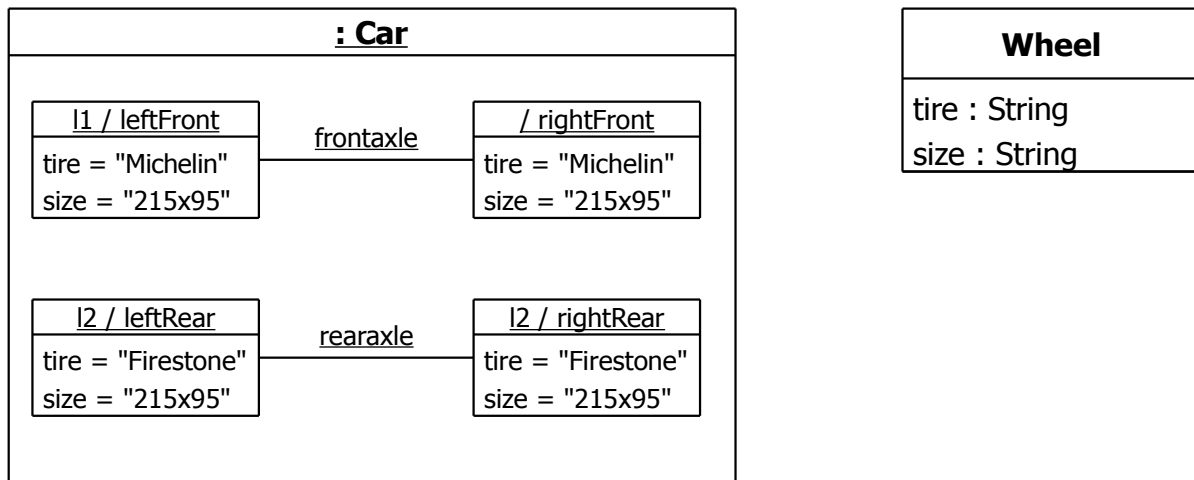 : Car
l1 / leftFront
tire = "Michelin"
size = "215x95"
frontaxle
/ rightFront
tire = "Michelin"
size = "215x95"
l2 / leftRear
tire = "Firestone"
size = "215x95"
rearaxle
l2 / rightRear
tire = "Firestone"
size = "215x95"
Wheel
tire : String
size : String